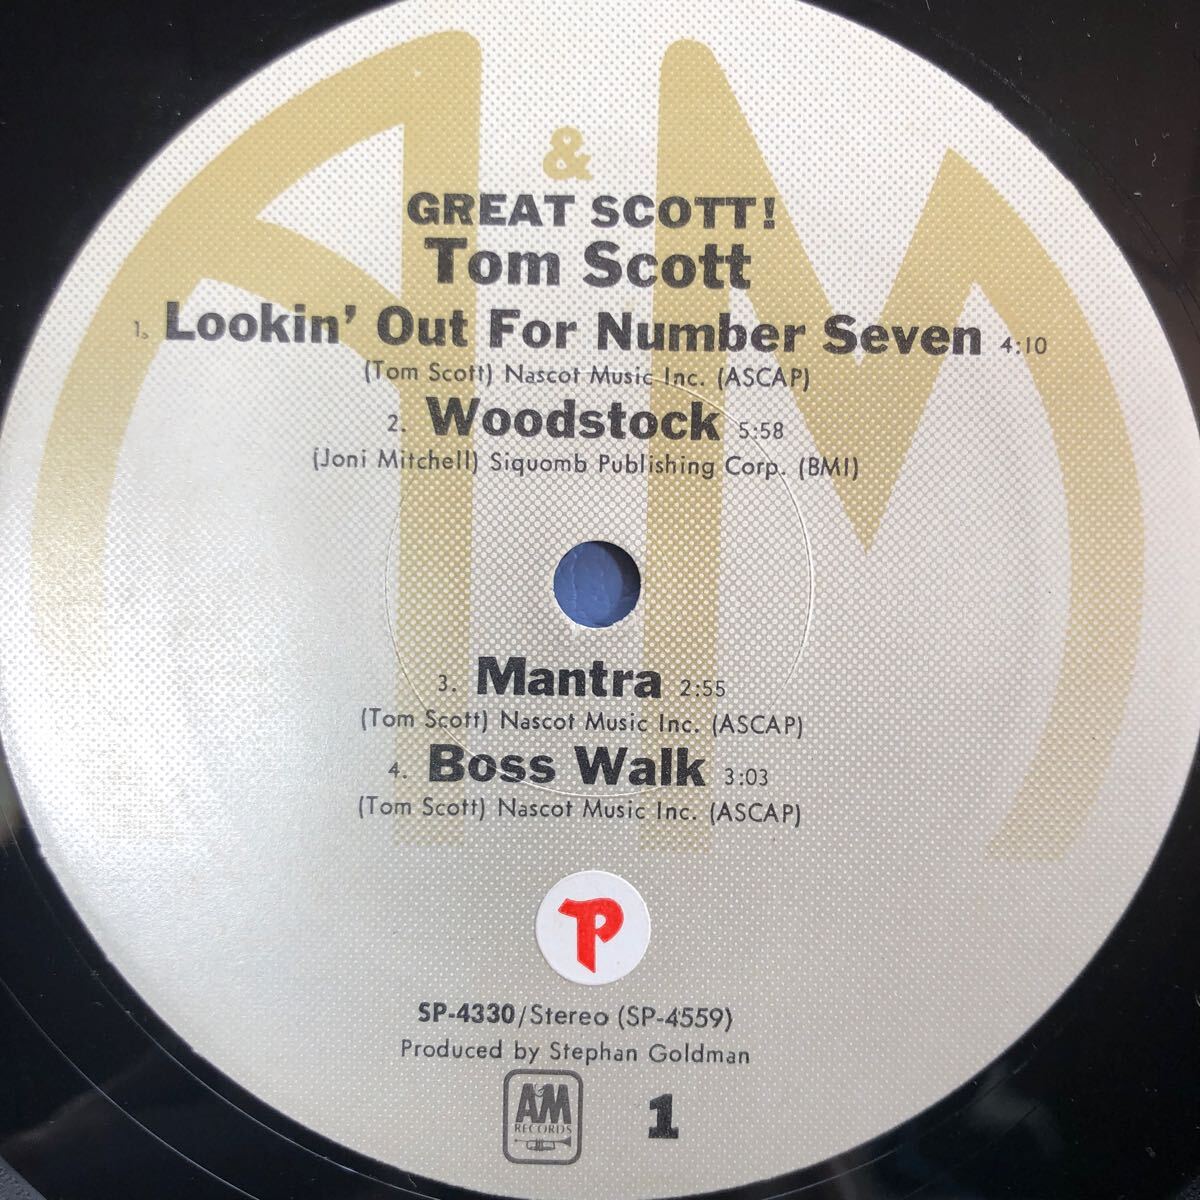 A & M
GREAT SCOTT!
Tom Scott
1. Lookin' Out For Number Seven 4:10
(Tom Scott) Nascot Music Inc. (ASCAP)
2. Woodstock 5:58
(Joni Mitchell) Siquomb Publishing Corp. (BMI)
3. Mantra 2:55
(Tom Scott) Nascot Music Inc. (ASCAP)
4. Boss Walk 3:03
(Tom Scott) Nascot Music Inc. (ASCAP)
P
SP-4330/Stereo (SP-4559)
Produced by Stephan Goldman
A&M
RECORDS
1